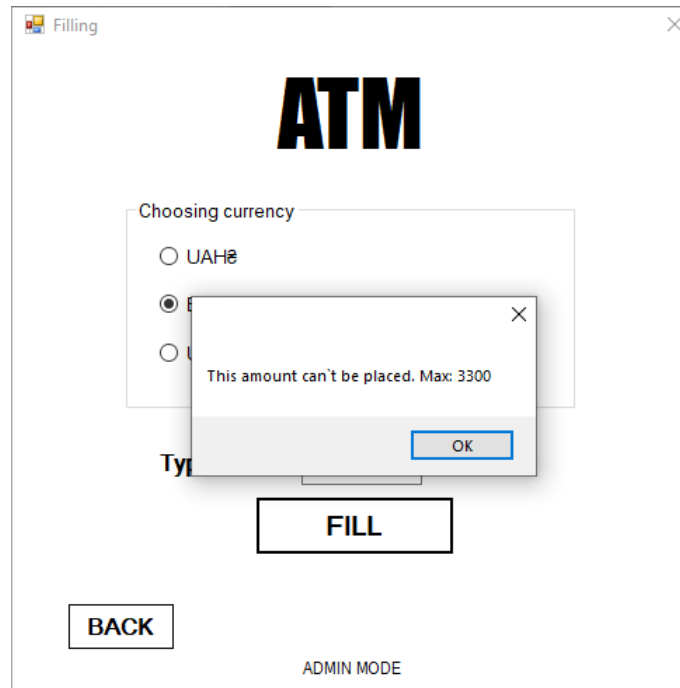 Filling
ATM
Choosing currency
UAH₴
This amount can`t be placed. Max: 3300
OK
FILL
BACK
ADMIN MODE